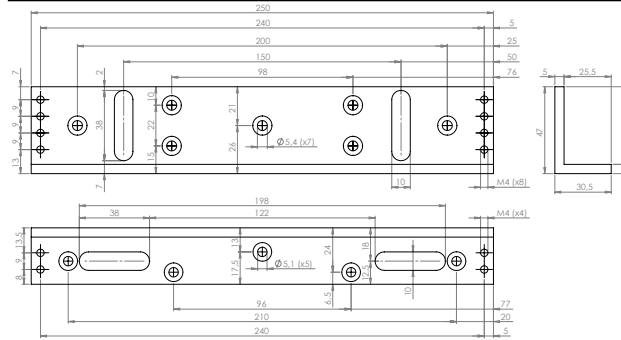 250
240 5
200 25
150 50
98 76
7 2 10 21 5 25,5
9 9 9 38 22 47
Ø5,4 (x7)
13 7 15 26 10 M4 (x8) 30,5
198
38 122 M4 (x4)
13,5 13 24 18
9 8 17,5 Ø5,1 (x5) 6,5 12,5 10
96 77
210 20
240 5